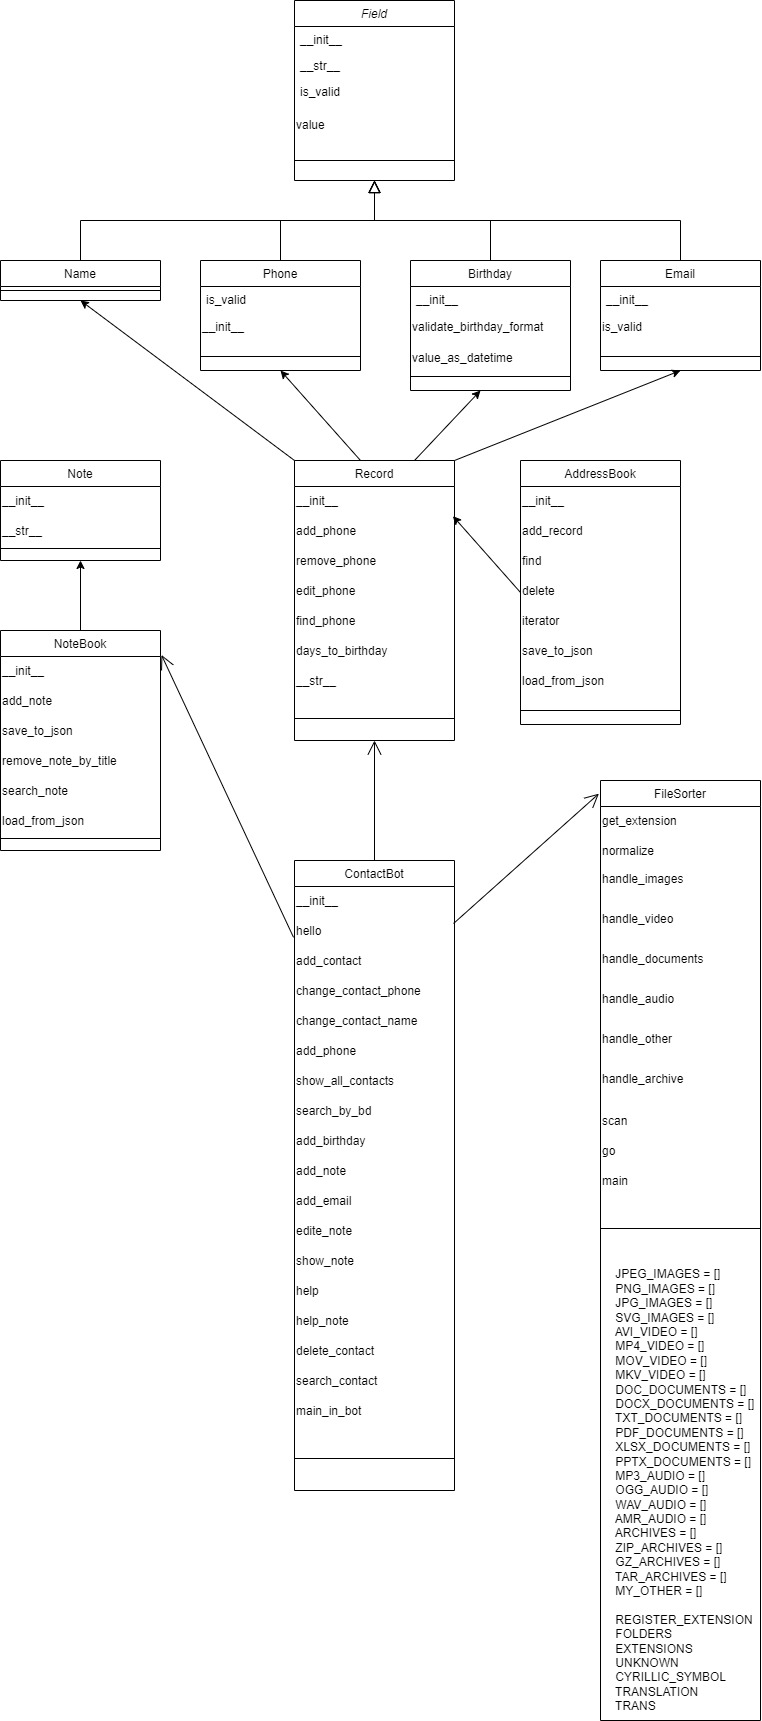 Field
__init__
__str__
is_valid
value
Name
Phone
is_valid
__init__
Birthday
__init__
validate_birthday_format
value_as_datetime
Email
__init__
is_valid
Note
__init__
__str__
Record
__init__
add_phone
remove_phone
edit_phone
find_phone
days_to_birthday
__str__
AddressBook
__init__
add_record
find
delete
iterator
save_to_json
load_from_json
NoteBook
__init__
add_note
save_to_json
remove_note_by_title
search_note
load_from_json
ContactBot
__init__
hello
add_contact
change_contact_phone
change_contact_name
add_phone
show_all_contacts
search_by_bd
add_birthday
add_note
add_email
edite_note
show_note
help
help_note
delete_contact
search_contact
main_in_bot
FileSorter
get_extension
normalize
handle_images
handle_video
handle_documents
handle_audio
handle_other
handle_archive
scan
go
main
JPEG_IMAGES = []
PNG_IMAGES = []
JPG_IMAGES = []
SVG_IMAGES = []
AVI_VIDEO = []
MP4_VIDEO = []
MOV_VIDEO = []
MKV_VIDEO = []
DOC_DOCUMENTS = []
DOCX_DOCUMENTS = []
TXT_DOCUMENTS = []
PDF_DOCUMENTS = []
XLSX_DOCUMENTS = []
PPTX_DOCUMENTS = []
MP3_AUDIO = []
OGG_AUDIO = []
WAV_AUDIO = []
AMR_AUDIO = []
ARCHIVES = []
ZIP_ARCHIVES = []
GZ_ARCHIVES = []
TAR_ARCHIVES = []
MY_OTHER = []
REGISTER_EXTENSION
FOLDERS
EXTENSIONS
UNKNOWN
CYRILLIC_SYMBOL
TRANSLATION
TRANS